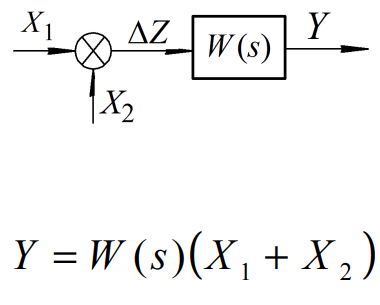 X₁ ΔZ W(s) Y
X₂
Y = W(s)(X₁ + X₂)